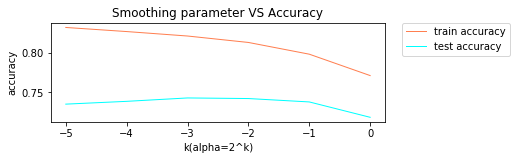 Smoothing parameter VS Accuracy
train accuracy
test accuracy
accuracy
0.80
0.75
−5 −4 −3 −2 −1 0
k(alpha=2^k)